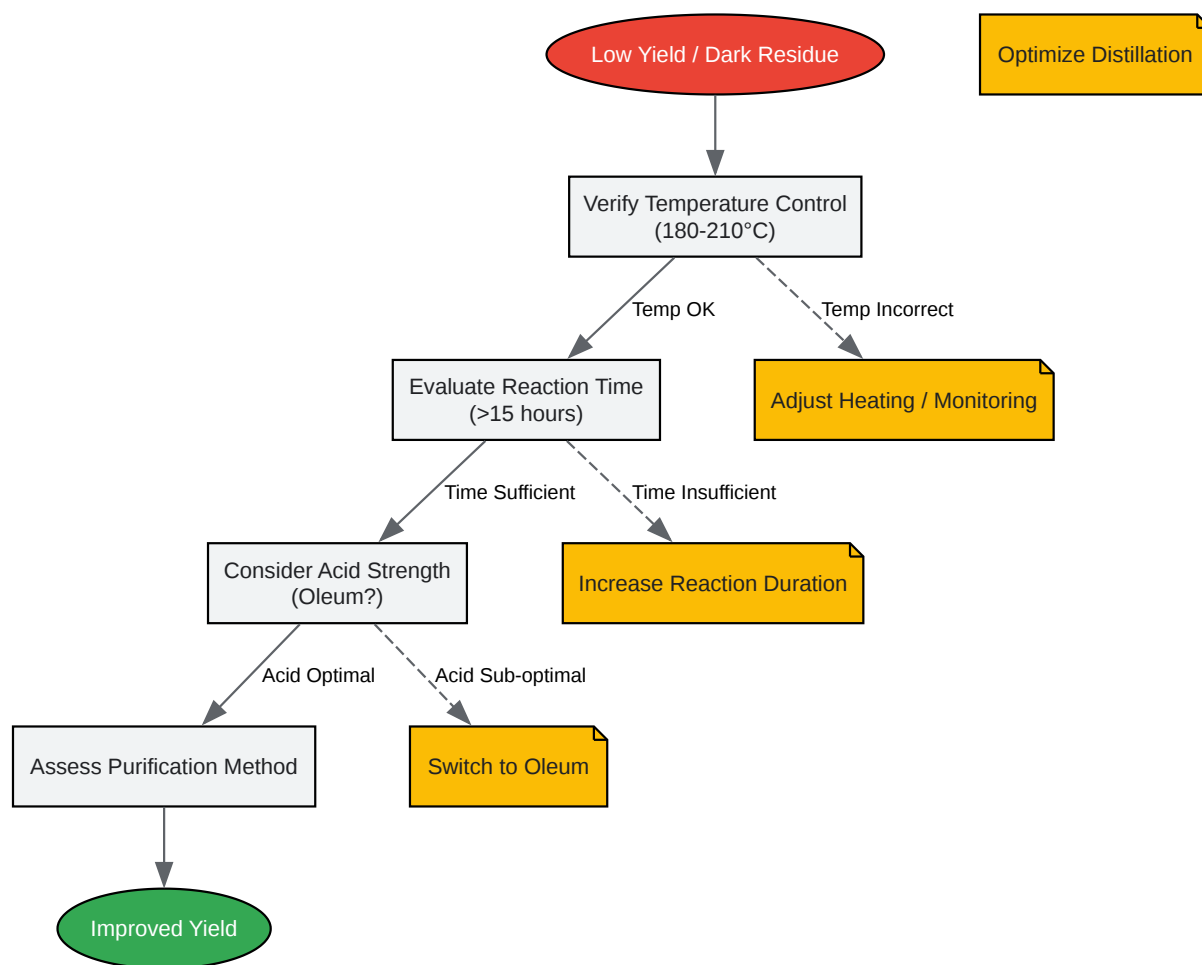 Low Yield / Dark Residue
Optimize Distillation
Verify Temperature Control
(180-210°C)
Temp OK
Temp Incorrect
Evaluate Reaction Time
(>15 hours)
Adjust Heating / Monitoring
Time Sufficient
Time Insufficient
Consider Acid Strength
(Oleum?)
Increase Reaction Duration
Acid Optimal
Acid Sub-optimal
Assess Purification Method
Switch to Oleum
Improved Yield